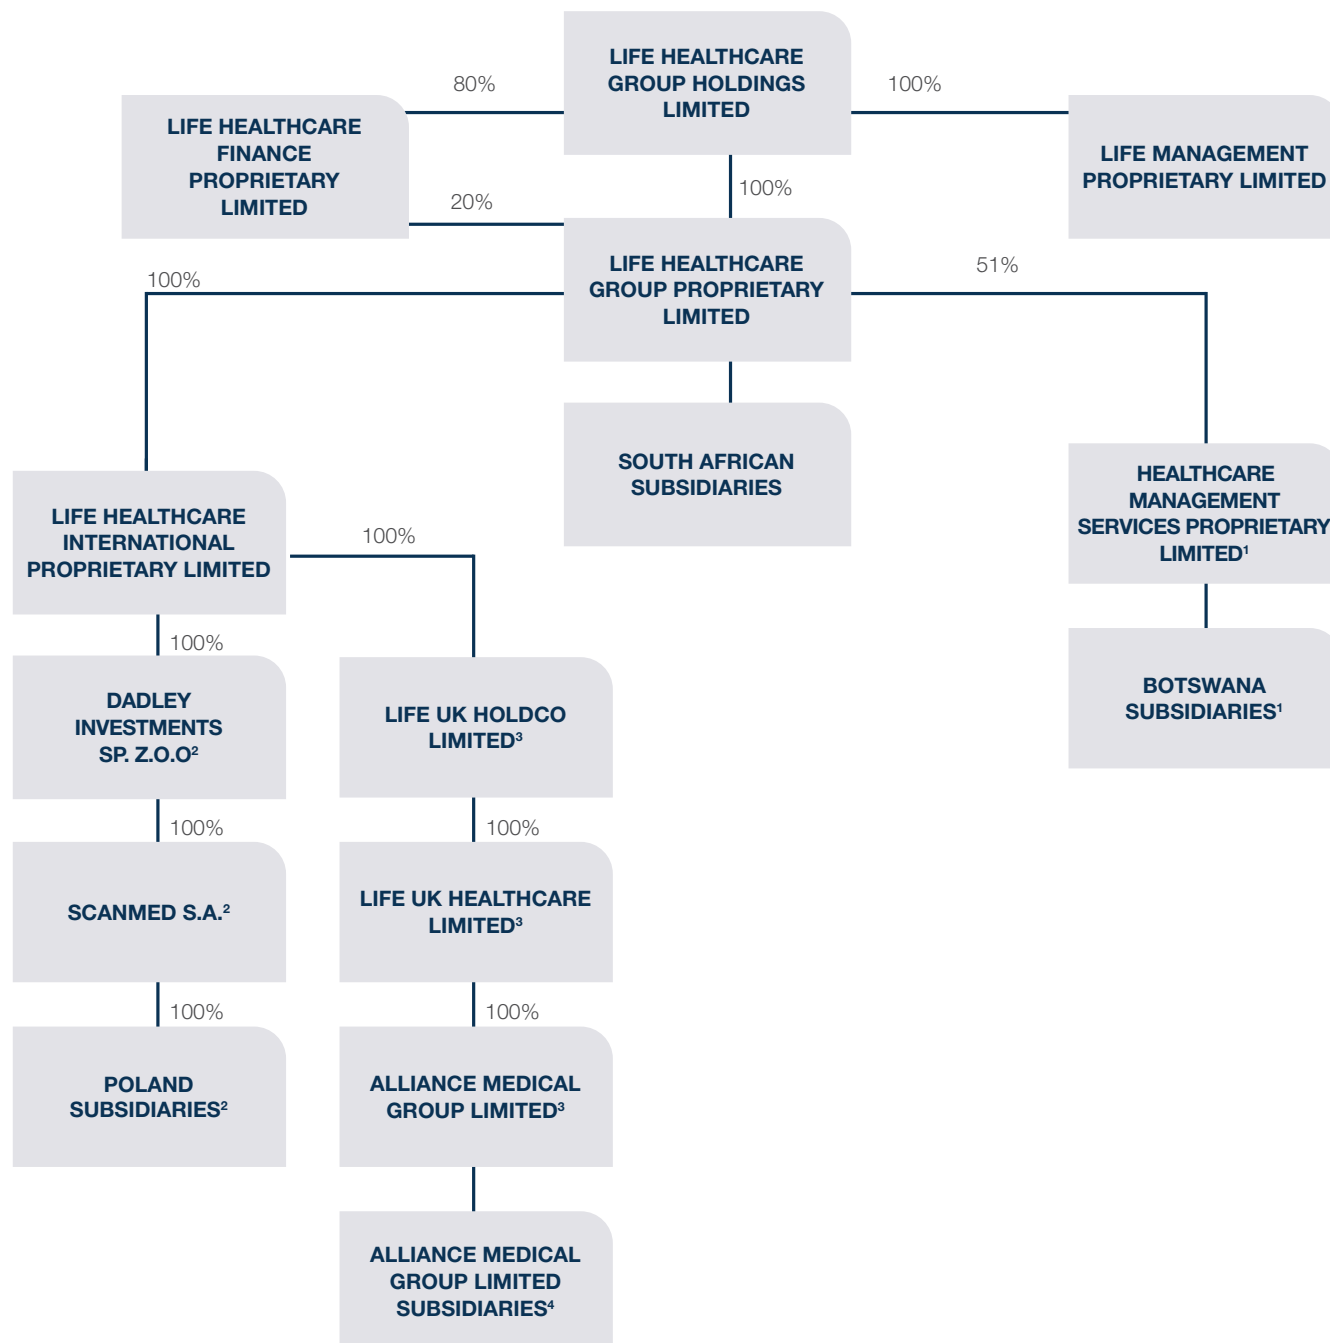 LIFE HEALTHCARE
GROUP HOLDINGS
LIMITED
80%
100%
LIFE HEALTHCARE
FINANCE
PROPRIETARY
LIMITED
LIFE MANAGEMENT
PROPRIETARY LIMITED
100%
20%
LIFE HEALTHCARE
GROUP PROPRIETARY
LIMITED
100%
51%
SOUTH AFRICAN
SUBSIDIARIES
HEALTHCARE
MANAGEMENT
SERVICES PROPRIETARY
LIMITED¹
LIFE HEALTHCARE
INTERNATIONAL
PROPRIETARY LIMITED
100%
100%
DADLEY
INVESTMENTS
SP. Z.O.O²
LIFE UK HOLDCO
LIMITED³
BOTSWANA
SUBSIDIARIES¹
100%
100%
SCANMED S.A.²
LIFE UK HEALTHCARE
LIMITED³
100%
100%
POLAND
SUBSIDIARIES²
ALLIANCE MEDICAL
GROUP LIMITED³
ALLIANCE MEDICAL
GROUP LIMITED
SUBSIDIARIES⁴